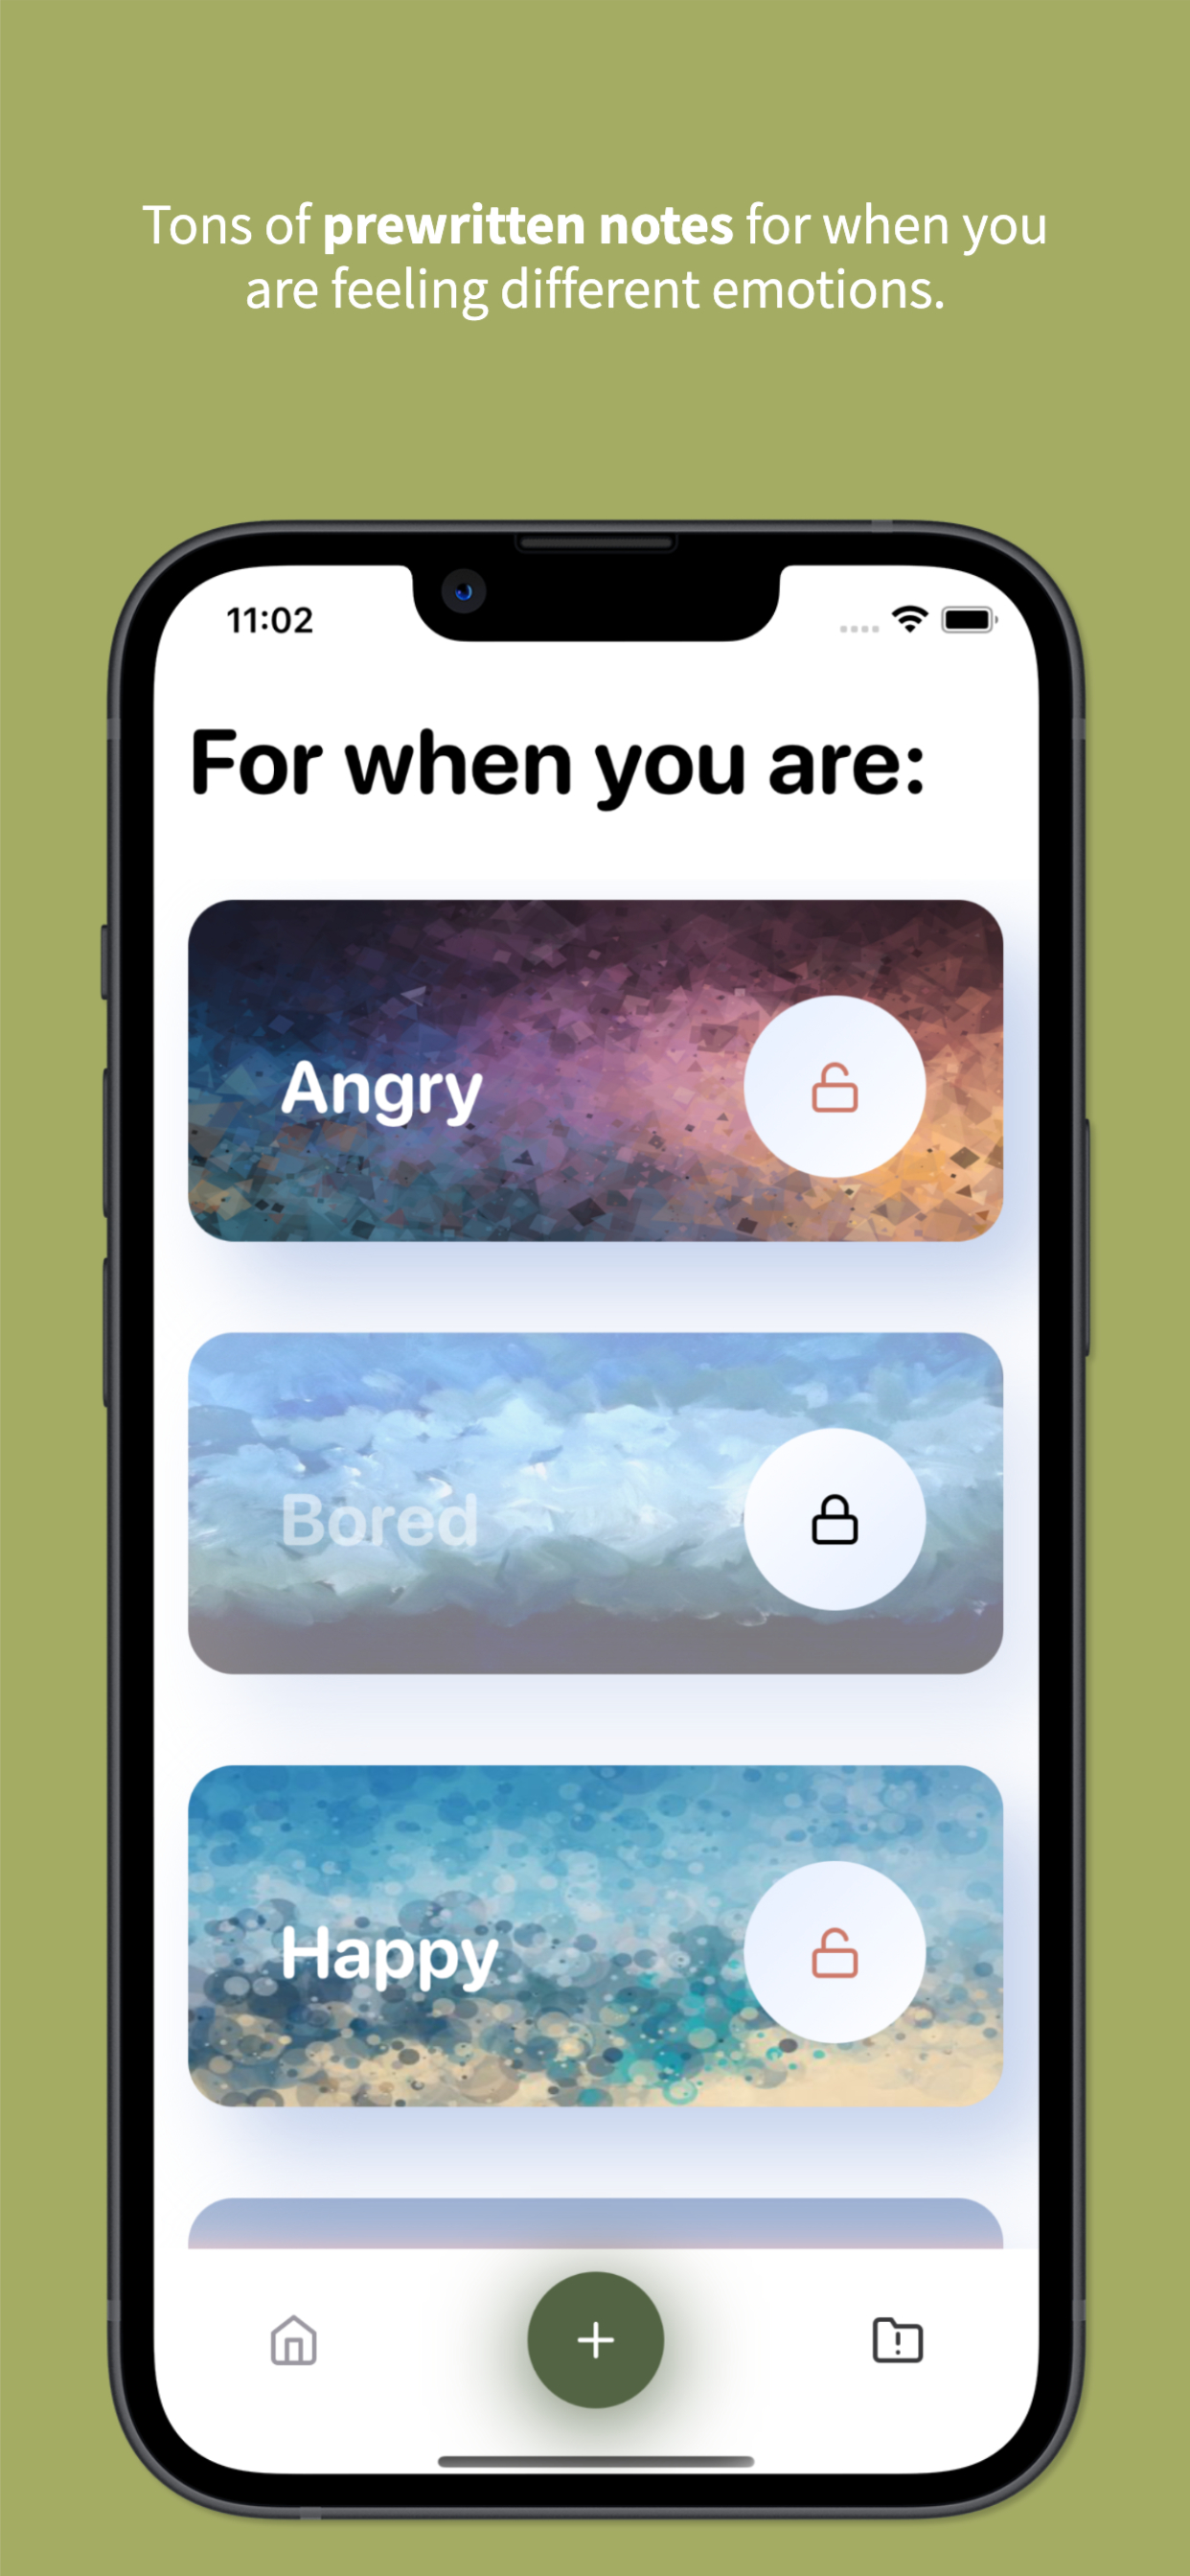 Tons of prewritten notes for when you
are feeling different emotions.
11:02
For when you are:
Angry
Bored
Happy